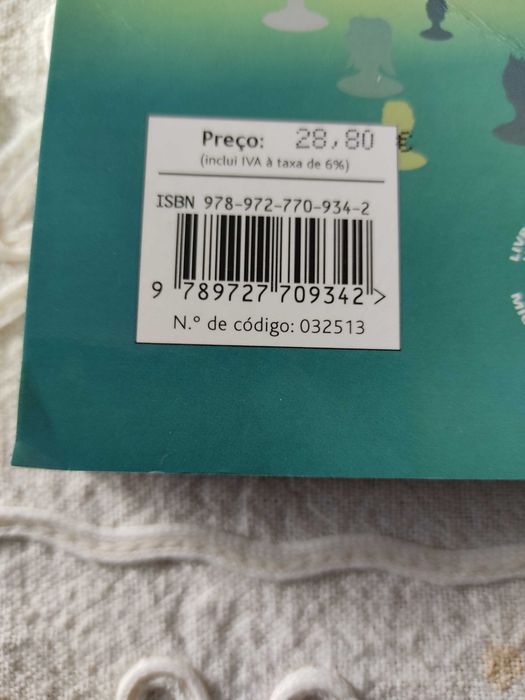 Preço: 28,80 €
(inclui IVA à taxa de 6%)
ISBN 978-972-770-934-2
9 789727 709342 >
N.º de código: 032513